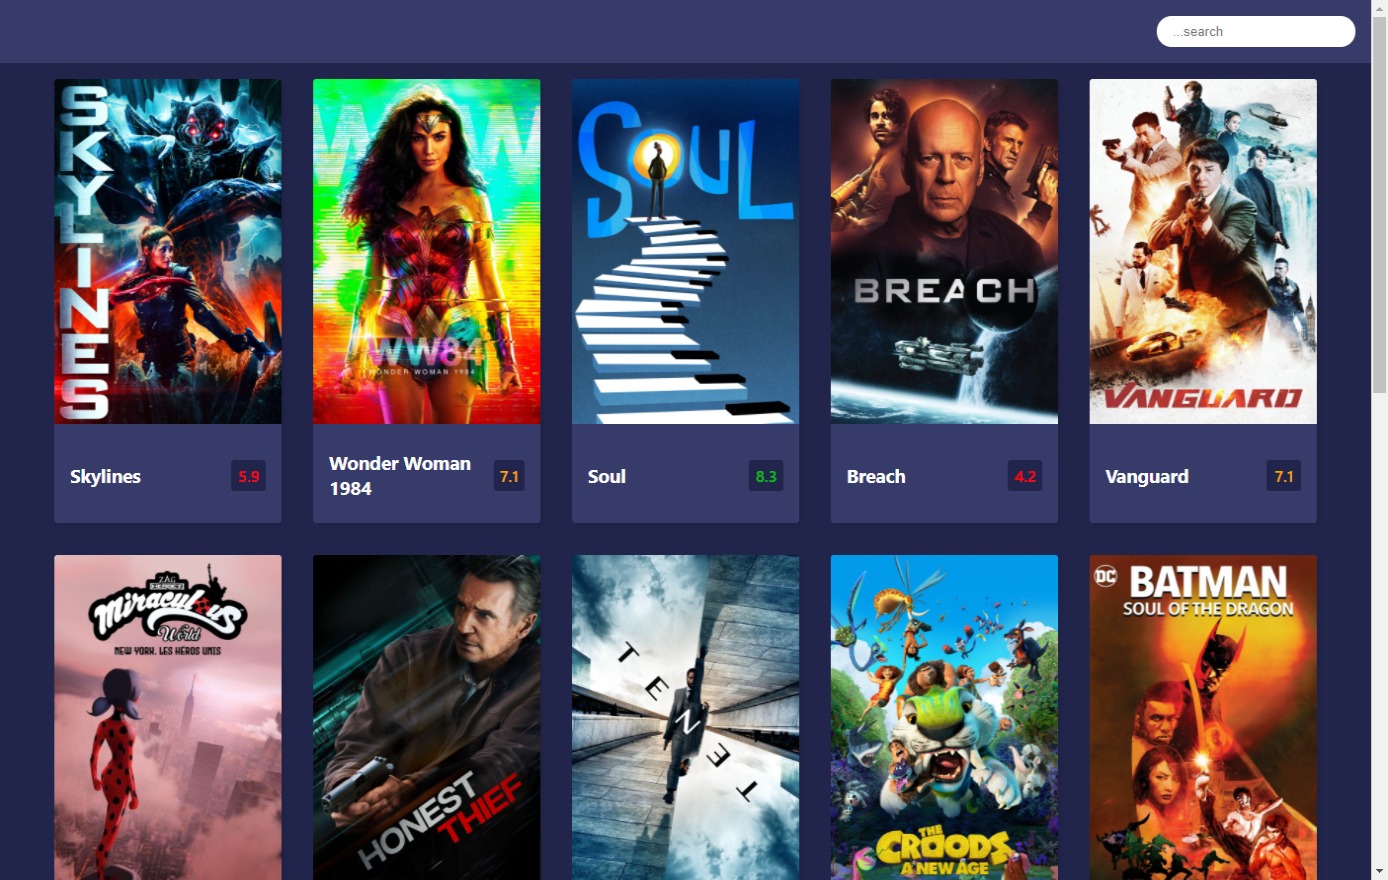 ...search
SKYLINES
WW
WW84
WONDER WOMAN 1984
SOUL
BREACH
VANGUARD
Skylines
5.9
Wonder Woman
1984
7.1
Soul
8.3
Breach
4.2
Vanguard
7.1
ZAG
HEROEZ
Miraculous
World
NEW YORK, LES HÉROS UNIS
HONEST
THIEF
TENET
THE
CROODS
A NEW AGE
DC
BATMAN
SOUL OF THE DRAGON